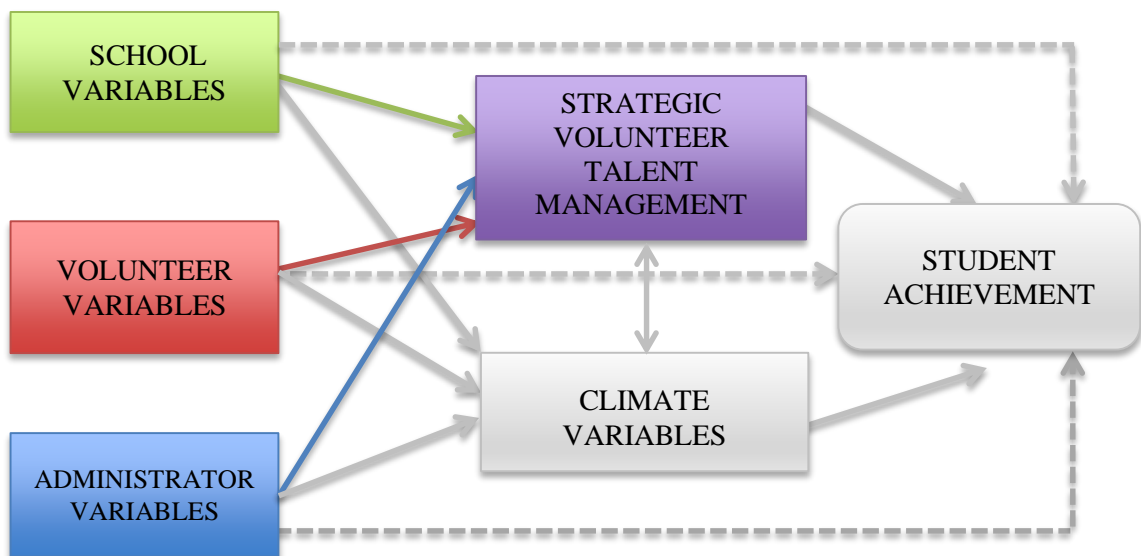 SCHOOL
VARIABLES
STRATEGIC
VOLUNTEER
TALENT
MANAGEMENT
VOLUNTEER
VARIABLES
STUDENT
ACHIEVEMENT
CLIMATE
VARIABLES
ADMINISTRATOR
VARIABLES